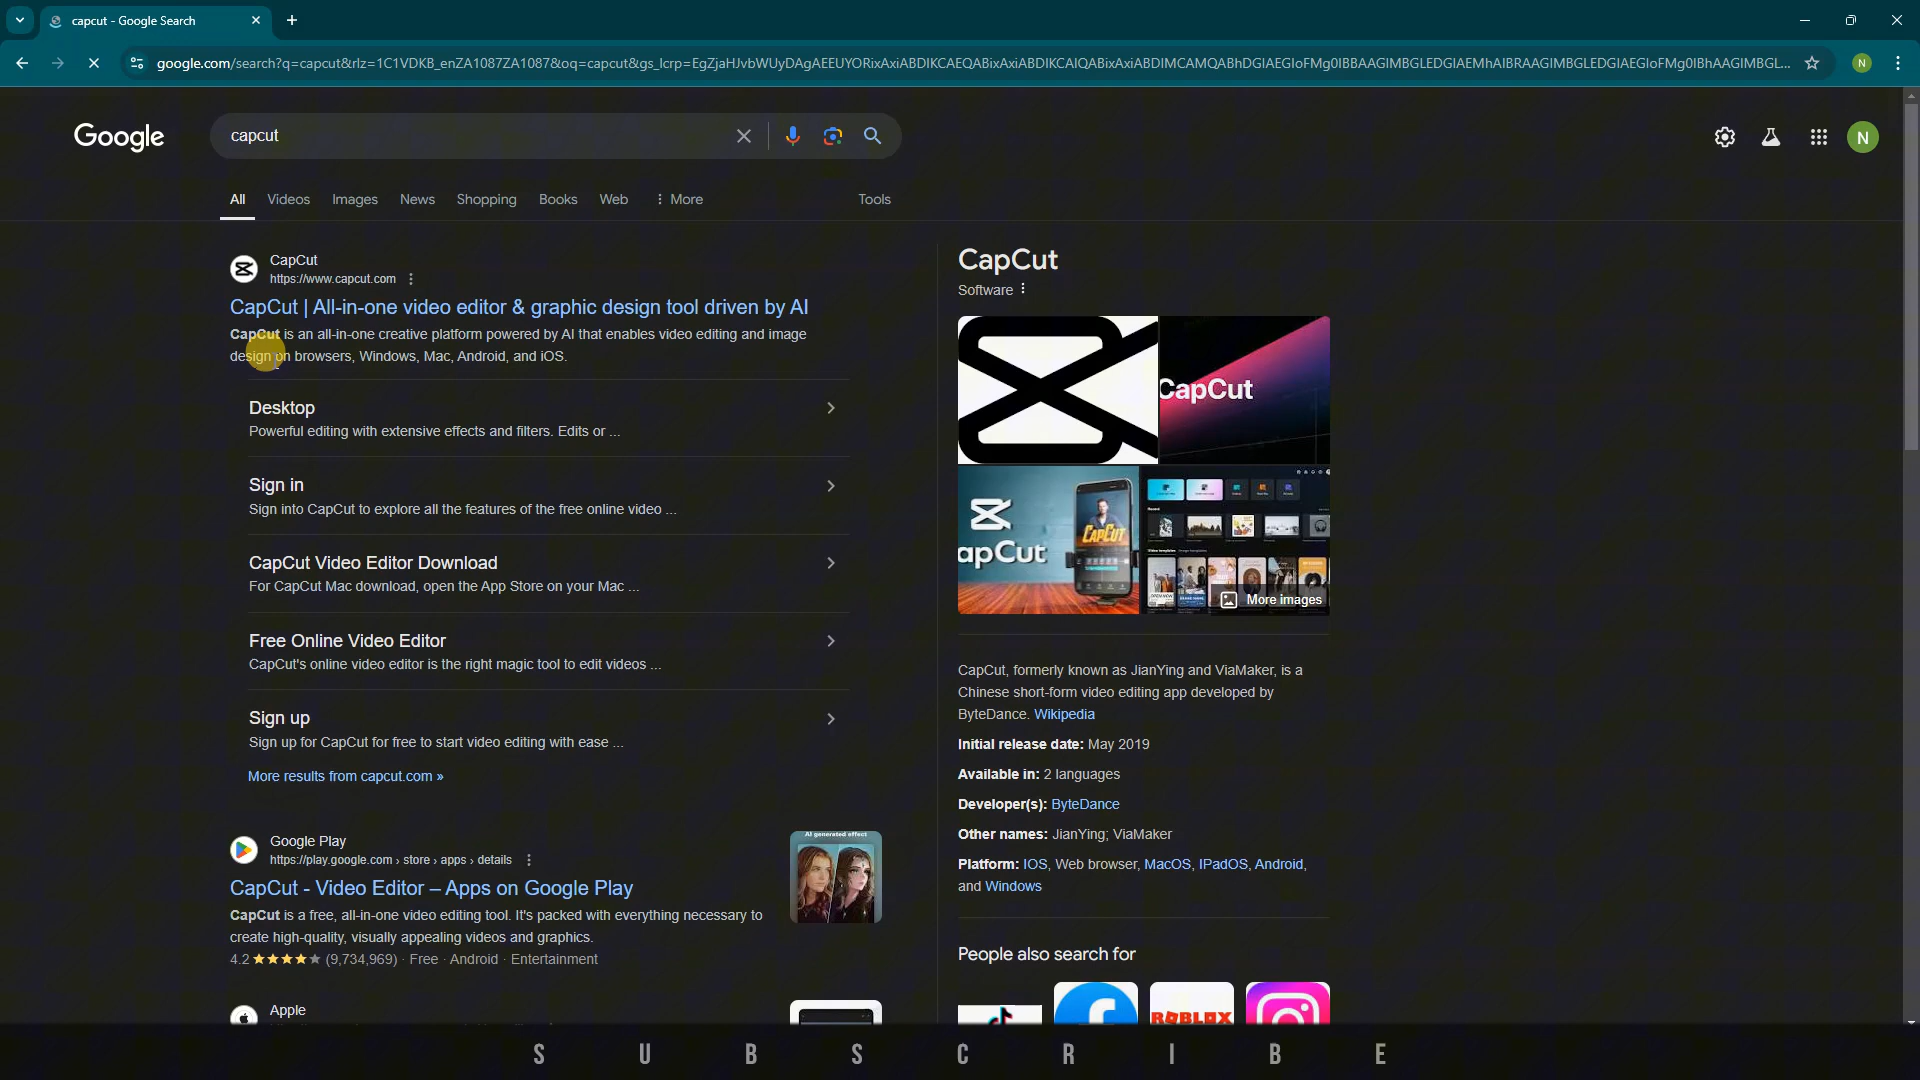 capcut - Google Search
google.com/search?q=capcut&rlz=1C1VDKB_enZA1087ZA1087&oq=capcut&gs_lcrp=EgZjaHJvbWUyDAgAEEUYORixAxiABDIKCAEQABixAxiABDIKCAIQABixAxiABDIMCAMQABhDGIAEGIoFMg0IBBAAGIMBGLEDGIAEMhAIBRAAGIMBGLEDGIAEGIoFMg0IBhAAGIMBGL...
N
Google
capcut
N
All Videos Images News Shopping Books Web More Tools
CapCut
https://www.capcut.com
CapCut | All-in-one video editor & graphic design tool driven by AI
CapCut is an all-in-one creative platform powered by AI that enables video editing and image
design on browsers, Windows, Mac, Android, and iOS.
Desktop
Powerful editing with extensive effects and filters. Edits or ...
Sign in
Sign into CapCut to explore all the features of the free online video ...
CapCut Video Editor Download
For CapCut Mac download, open the App Store on your Mac ...
Free Online Video Editor
CapCut's online video editor is the right magic tool to edit videos ...
Sign up
Sign up for CapCut for free to start video editing with ease ...
More results from capcut.com »
Google Play
https://play.google.com › store › apps › details
CapCut - Video Editor – Apps on Google Play
CapCut is a free, all-in-one video editing tool. It's packed with everything necessary to
create high-quality, visually appealing videos and graphics.
4.2 ★★★★★ (9,734,969) · Free · Android · Entertainment
AI generated effect
Apple
CapCut
Software
CapCut
apCut
CAPCUT
More images
CapCut, formerly known as JianYing and ViaMaker, is a
Chinese short-form video editing app developed by
ByteDance. Wikipedia
Initial release date: May 2019
Available in: 2 languages
Developer(s): ByteDance
Other names: JianYing; ViaMaker
Platform: IOS, Web browser, MacOS, IPadOS, Android,
and Windows
People also search for
ROBLOX
S U B S C R I B E